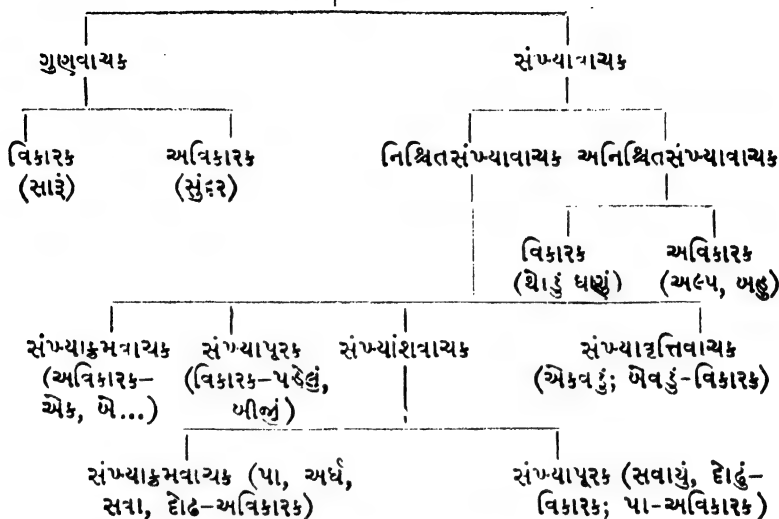 ગુણવાચક સંખ્યાવાચક
વિકારક અવિકારક નિશ્ચિતસંખ્યાવાચક અનિશ્ચિતસંખ્યાવાચક
(સારૂં) (સુંદર)
વિકારક અવિકારક
(થોડું ઘણું) (અલ્પ, બહુ)
સંખ્યાક્રમવાચક સંખ્યાપૂરક સંખ્યાંશવાચક સંખ્યાવૃત્તિવાચક
(અવિકારક– (વિકારક–પહેલું, (એકવડું; બેવડું–વિકારક)
એક, બે...) બીજું)
સંખ્યાક્રમવાચક (પા, અર્ધ, સંખ્યાપૂરક (સવાયું, દોઢું–
સવા, દોઢ–અવિકારક) વિકારક; પા–અવિકારક)